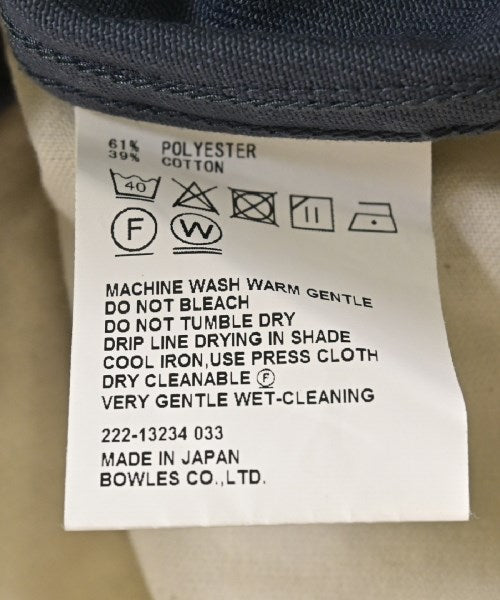 61% POLYESTER
39% COTTON
40
F W
MACHINE WASH WARM GENTLE
DO NOT BLEACH
DO NOT TUMBLE DRY
DRIP LINE DRYING IN SHADE
COOL IRON,USE PRESS CLOTH
DRY CLEANABLE Ⓕ
VERY GENTLE WET-CLEANING
222-13234 033
MADE IN JAPAN
BOWLES CO.,LTD.